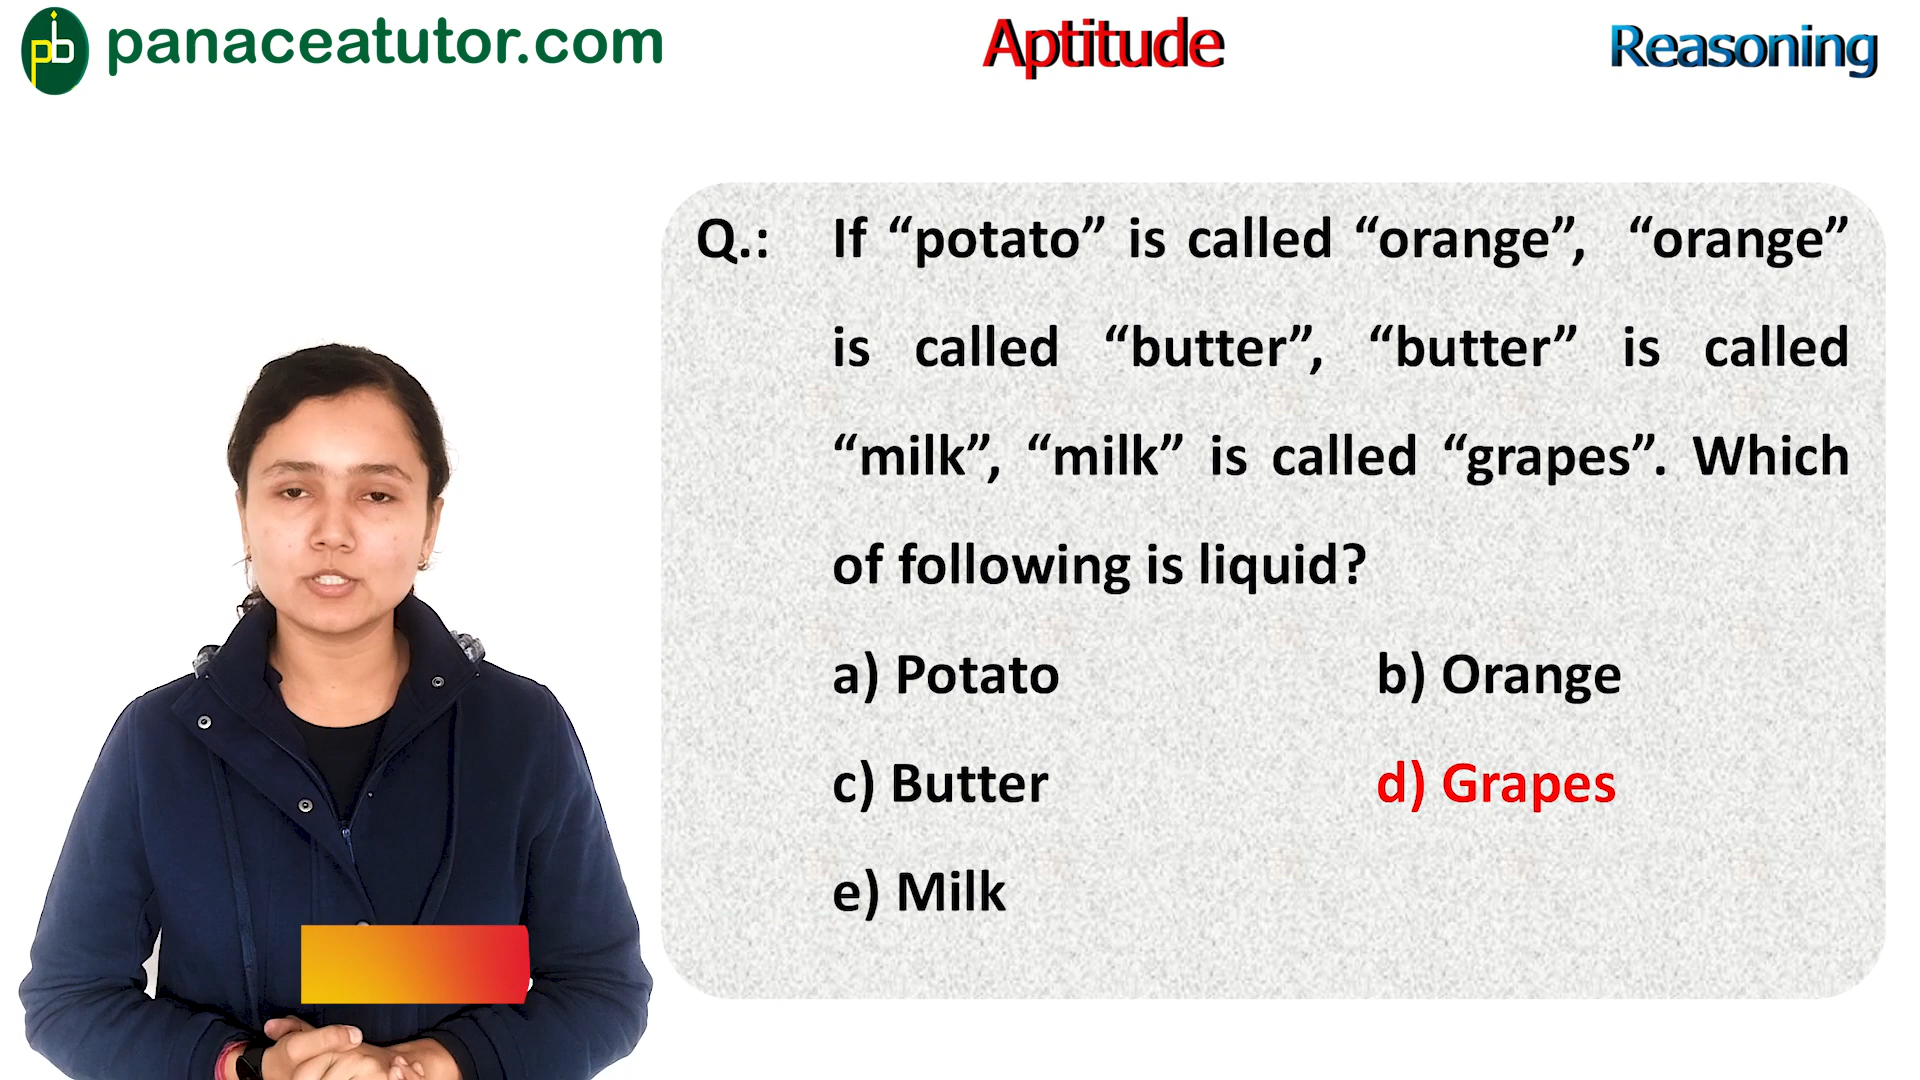 pb panaceatutor.com
Aptitude
Reasoning
Q.: If “potato” is called “orange”, “orange”
is called “butter”, “butter” is called
“milk”, “milk” is called “grapes”. Which
of following is liquid?
a) Potato b) Orange
c) Butter d) Grapes
e) Milk